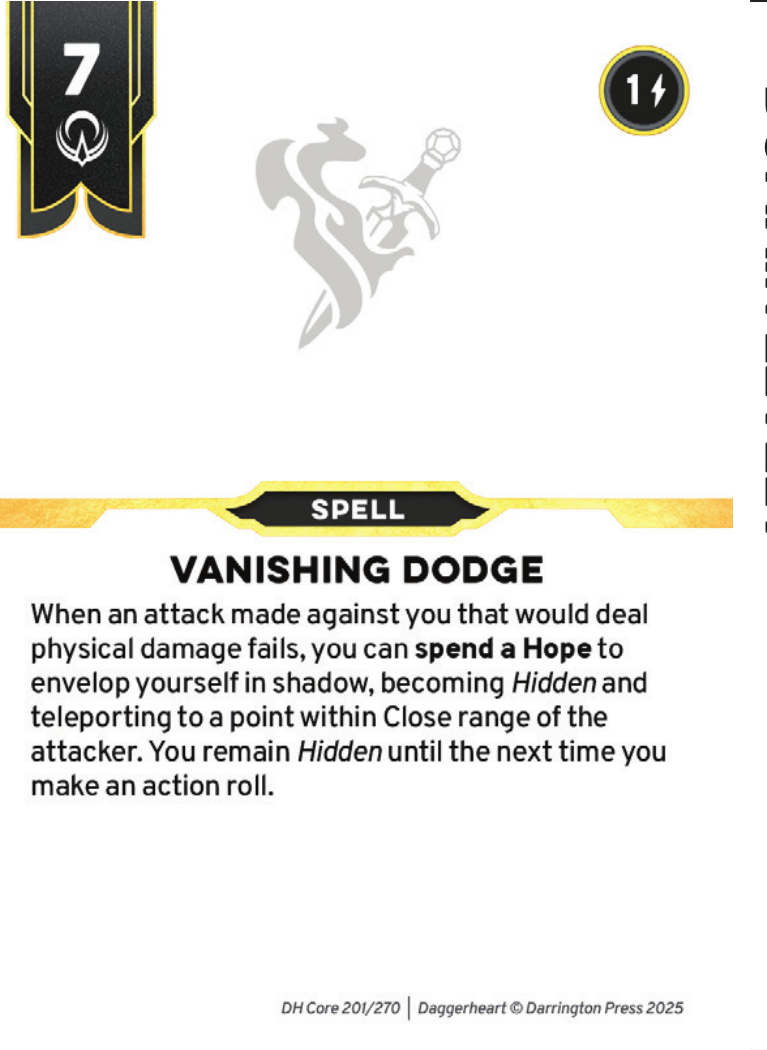 7
1
SPELL
VANISHING DODGE
When an attack made against you that would deal
physical damage fails, you can spend a Hope to
envelop yourself in shadow, becoming Hidden and
teleporting to a point within Close range of the
attacker. You remain Hidden until the next time you
make an action roll.
DH Core 201/270 | Daggerheart © Darrington Press 2025